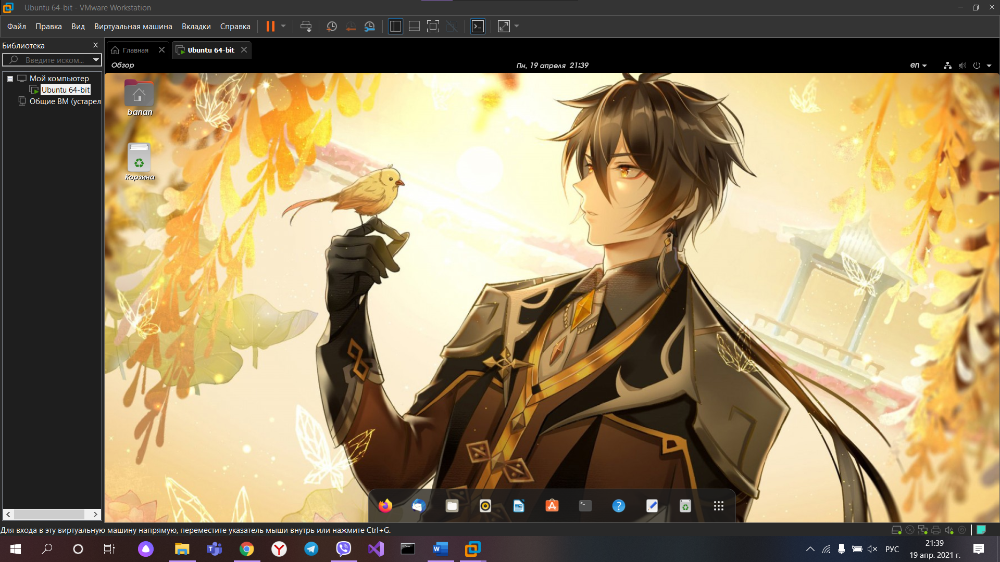 Ubuntu 64-bit - VMware Workstation
Файл Правка Вид Виртуальная машина Вкладки Справка
Библиотека
Введите иском...
Мой компьютер
Ubuntu 64-bit
Общие ВМ (устарел
Главная
Ubuntu 64-bit
Обзор
Пн, 19 апреля 21:39
en
banan
Корзина
Для входа в эту виртуальную машину напрямую, переместите указатель мыши внутрь или нажмите Ctrl+G.
РУС
21:39
19 апр. 2021 г.